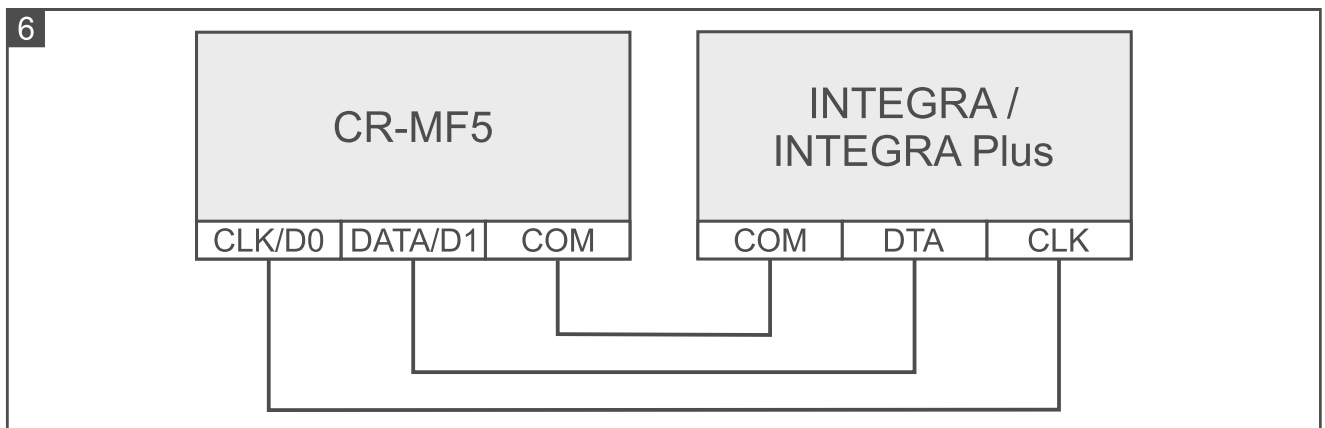 6
CR-MF5
INTEGRA /
INTEGRA Plus
CLK/D0 DATA/D1 COM
COM DTA CLK